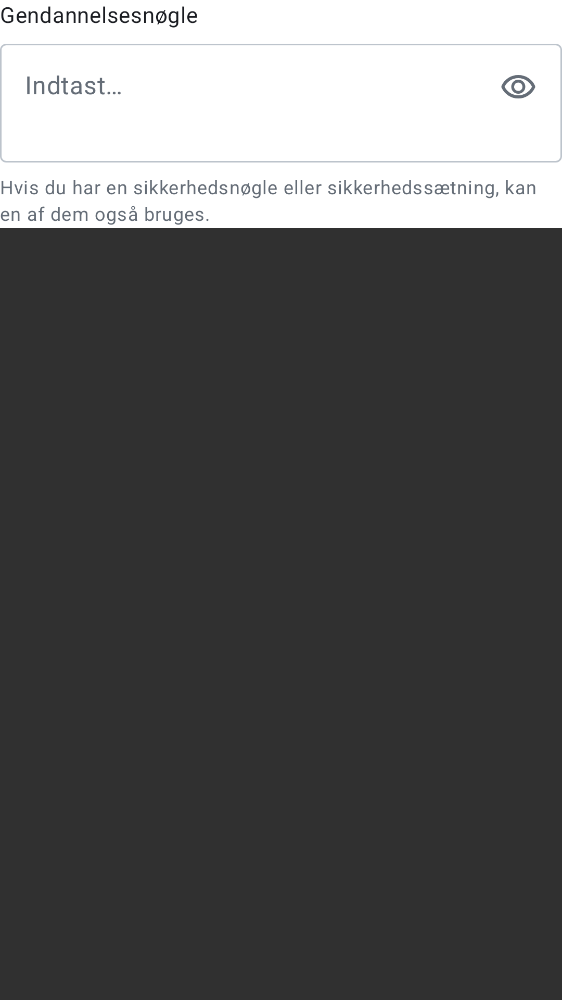 Gendannelsesnøgle
Indtast…
Hvis du har en sikkerhedsnøgle eller sikkerhedssætning, kan
en af dem også bruges.